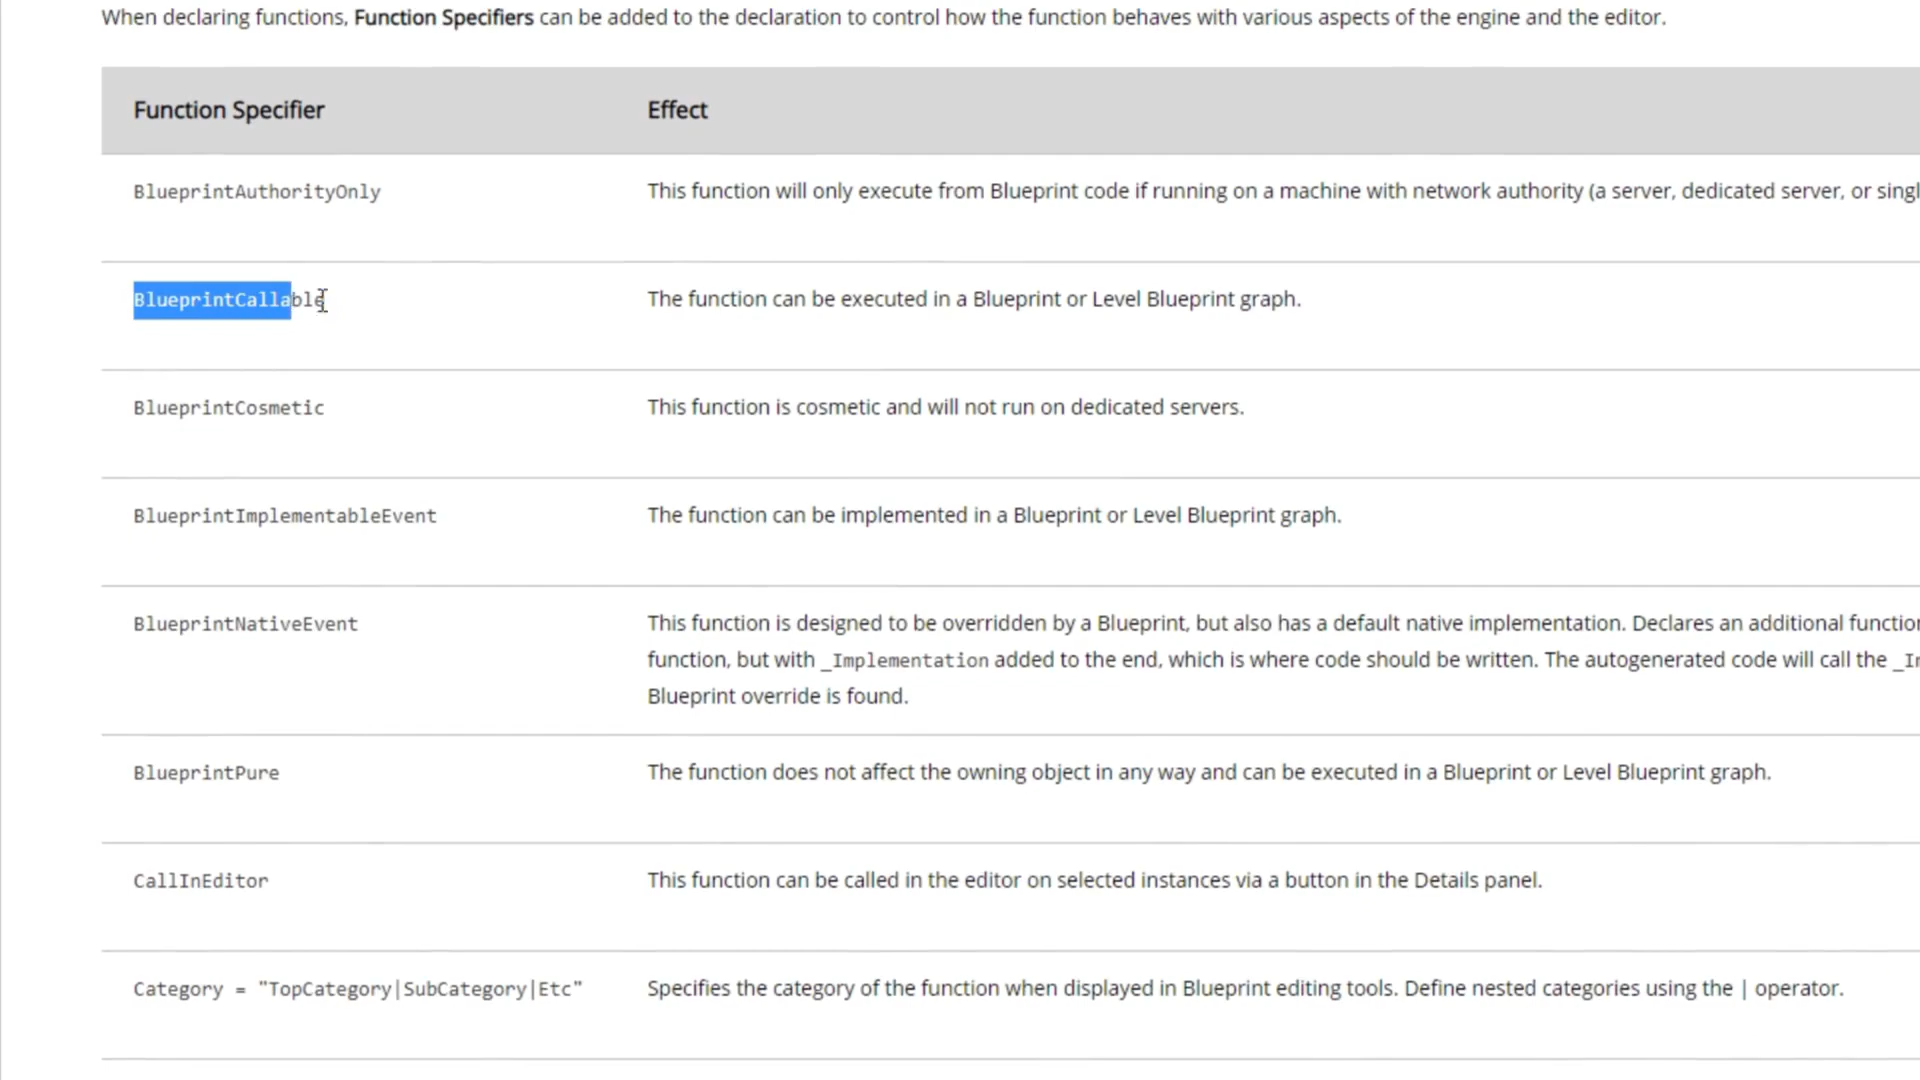 When declaring functions, Function Specifiers can be added to the declaration to control how the function behaves with various aspects of the engine and the editor.
Function Specifier Effect
BlueprintAuthorityOnly This function will only execute from Blueprint code if running on a machine with network authority (a server, dedicated server, or singl
BlueprintCallable The function can be executed in a Blueprint or Level Blueprint graph.
BlueprintCosmetic This function is cosmetic and will not run on dedicated servers.
BlueprintImplementableEvent The function can be implemented in a Blueprint or Level Blueprint graph.
BlueprintNativeEvent This function is designed to be overridden by a Blueprint, but also has a default native implementation. Declares an additional function
function, but with _Implementation added to the end, which is where code should be written. The autogenerated code will call the _I
Blueprint override is found.
BlueprintPure The function does not affect the owning object in any way and can be executed in a Blueprint or Level Blueprint graph.
CallInEditor This function can be called in the editor on selected instances via a button in the Details panel.
Category = "TopCategory|SubCategory|Etc" Specifies the category of the function when displayed in Blueprint editing tools. Define nested categories using the | operator.